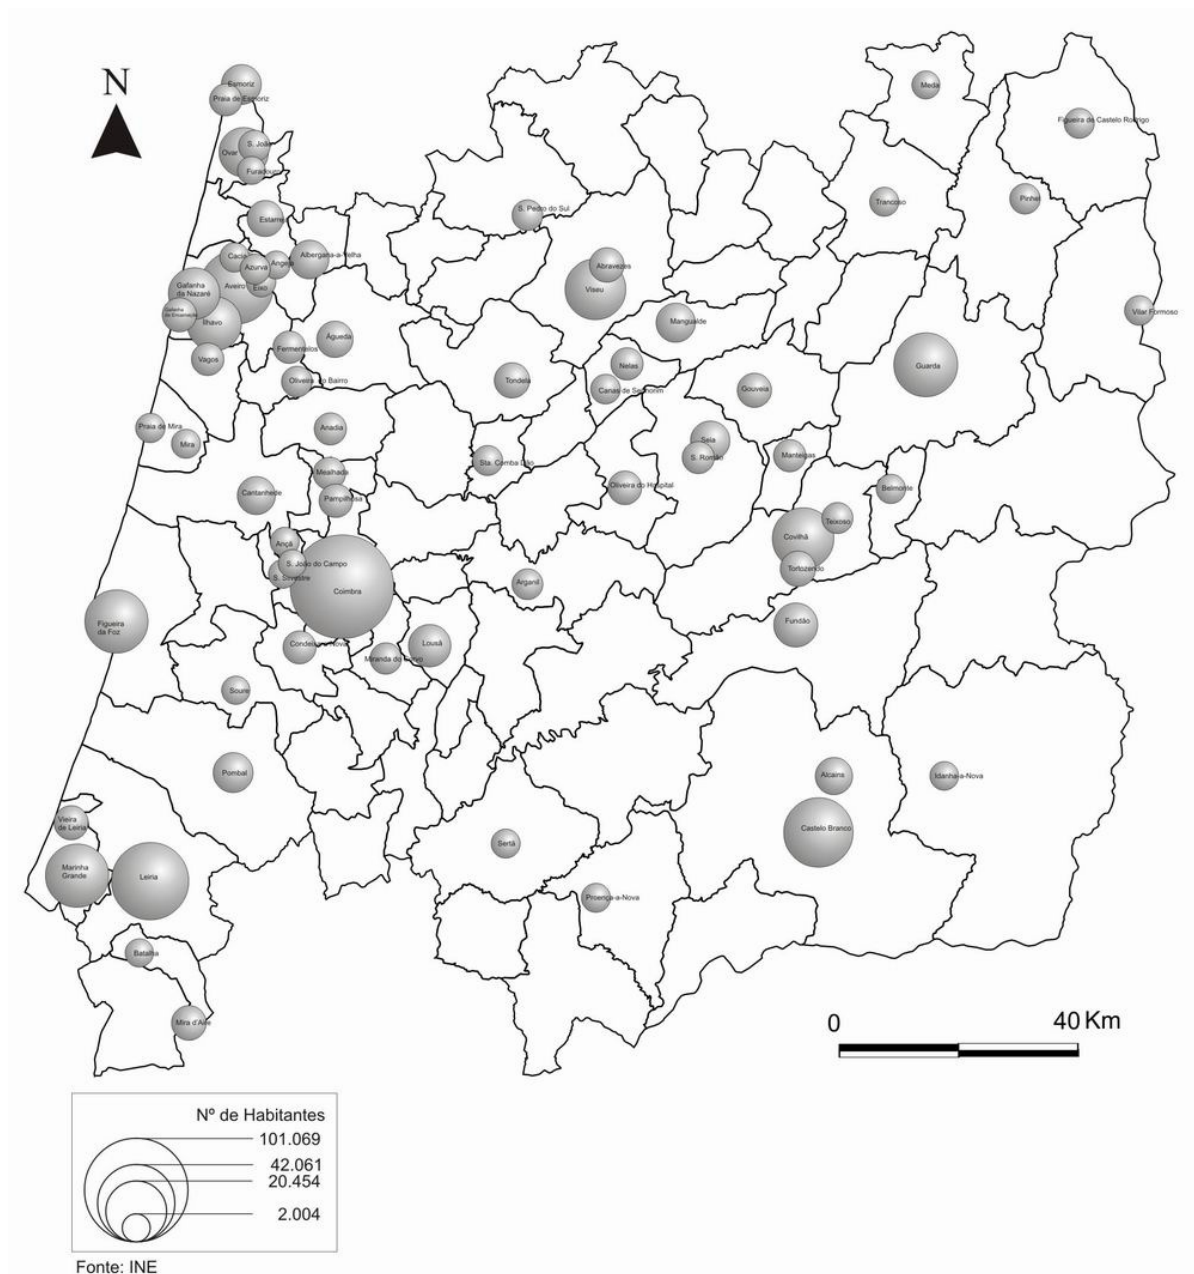 N
Esmoriz
Praia de Esmoriz
Meda
Figueira de Castelo Rodrigo
S. João
Ovar
Furadouro
Pinhel
Trancoso
S. Pedro do Sul
Estarreja
Albergaria-a-Velha
Cacia
Angeja
Azurva
Abravezes
Gafanha
da Nazaré
Aveiro
Eixo
Viseu
Gafanha
da Encarnação
Vilar Formoso
Ílhavo
Mangualde
Águeda
Fermentelos
Vagos
Nelas
Guarda
Oliveira do Bairro
Tondela
Canas de Senhorim
Gouveia
Praia de Mira
Anadia
Mira
Seia
S. Romão
Manteigas
Sta. Comba Dão
Mealhada
Oliveira do Hospital
Belmonte
Cantanhede
Pampilhosa
Teixoso
Covilhã
Ançã
S. João do Campo
Tortozendo
S. Silvestre
Arganil
Coimbra
Figueira
da Foz
Fundão
Condeixa-a-Nova
Lousã
Miranda do Corvo
Soure
Pombal
Alcains
Idanha-a-Nova
Vieira
de Leiria
Castelo Branco
Sertã
Marinha
Grande
Leiria
Proença-a-Nova
Batalha
Mira d'Aire
0 40 Km
Nº de Habitantes
101.069
42.061
20.454
2.004
Fonte: INE